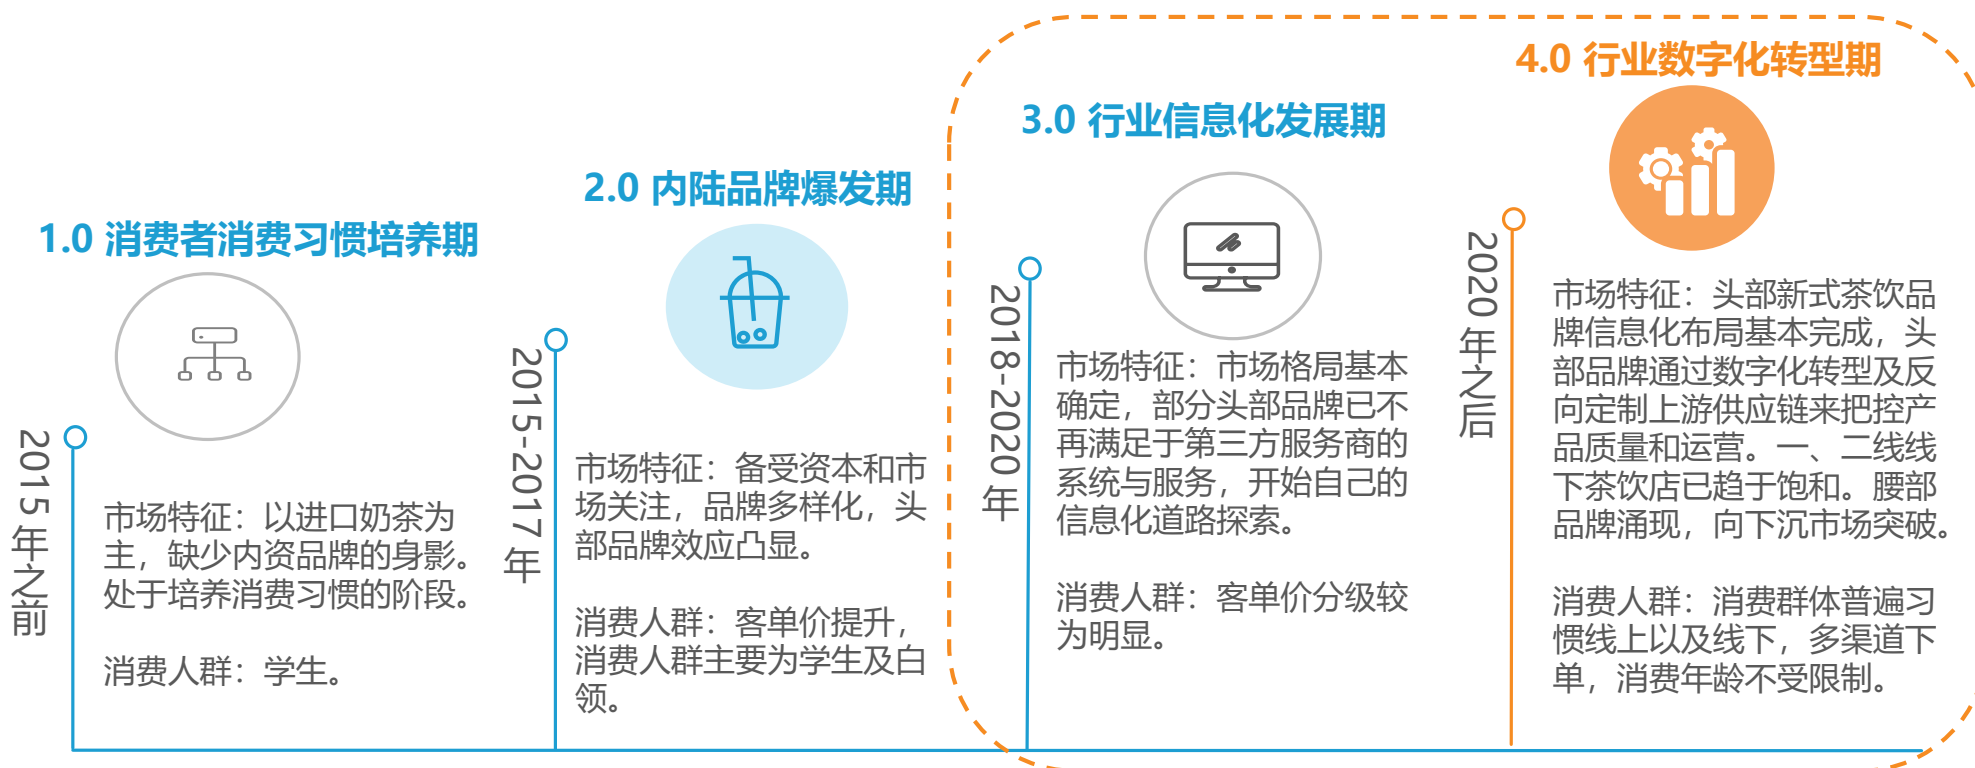 1.0 消费者消费习惯培养期
2015年之前
市场特征：以进口奶茶为
主，缺少内资品牌的身影。
处于培养消费习惯的阶段。
消费人群：学生。
2.0 内陆品牌爆发期
2015-2017年
市场特征：备受资本和市
场关注，品牌多样化，头
部品牌效应凸显。
消费人群：客单价提升，
消费人群主要为学生及白
领。
3.0 行业信息化发展期
2018-2020年
市场特征：市场格局基本
确定，部分头部品牌已不
再满足于第三方服务商的
系统与服务，开始自己的
信息化道路探索。
消费人群：客单价分级较
为明显。
4.0 行业数字化转型期
2020年之后
市场特征：头部新式茶饮品
牌信息化布局基本完成，头
部品牌通过数字化转型及反
向定制上游供应链来把控产
品质量和运营。一、二线线
下茶饮店已趋于饱和。腰部
品牌涌现，向下沉市场突破。
消费人群：消费群体普遍习
惯线上以及线下，多渠道下
单，消费年龄不受限制。